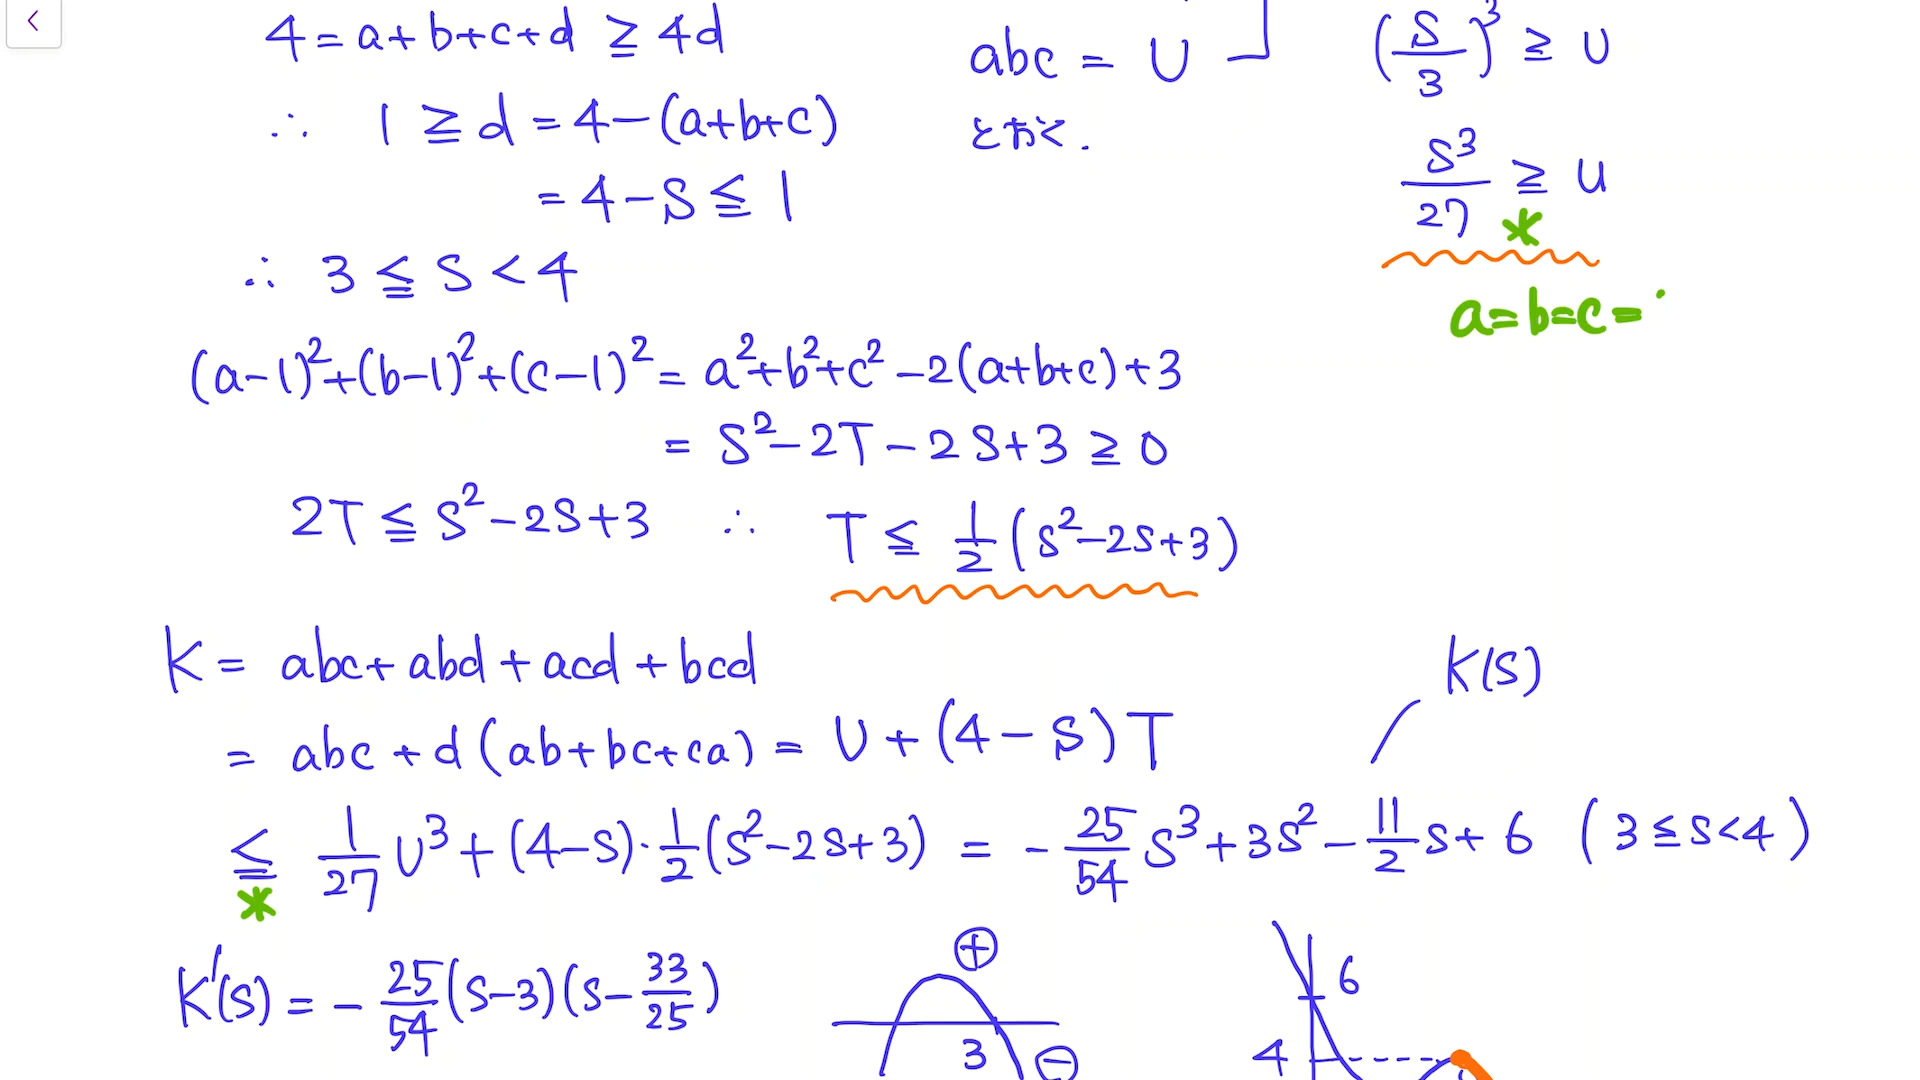 4 = a+b+c+d ≧ 4d
∴ 1 ≧ d = 4-(a+b+c)
= 4-S ≦ 1
∴ 3 ≦ S < 4
abc = U
とおく.
(S/3)³ ≧ U
S³/27 ≧ U
*
a=b=c=
(a-1)²+(b-1)²+(c-1)² = a²+b²+c²-2(a+b+c)+3
= S²-2T-2S+3 ≧ 0
2T ≦ S²-2S+3 ∴ T ≦ 1/2(S²-2S+3)
K = abc+abd+acd+bcd
K(S)
= abc+d(ab+bc+ca) = U+(4-S)T
≦ 1/27 U³+(4-S)·1/2(S²-2S+3) = -25/54 S³+3S²-11/2 S+6 (3≦S<4)
*
K'(S) = -25/54(S-3)(S-33/25)
⊕
3
⊖
6
4